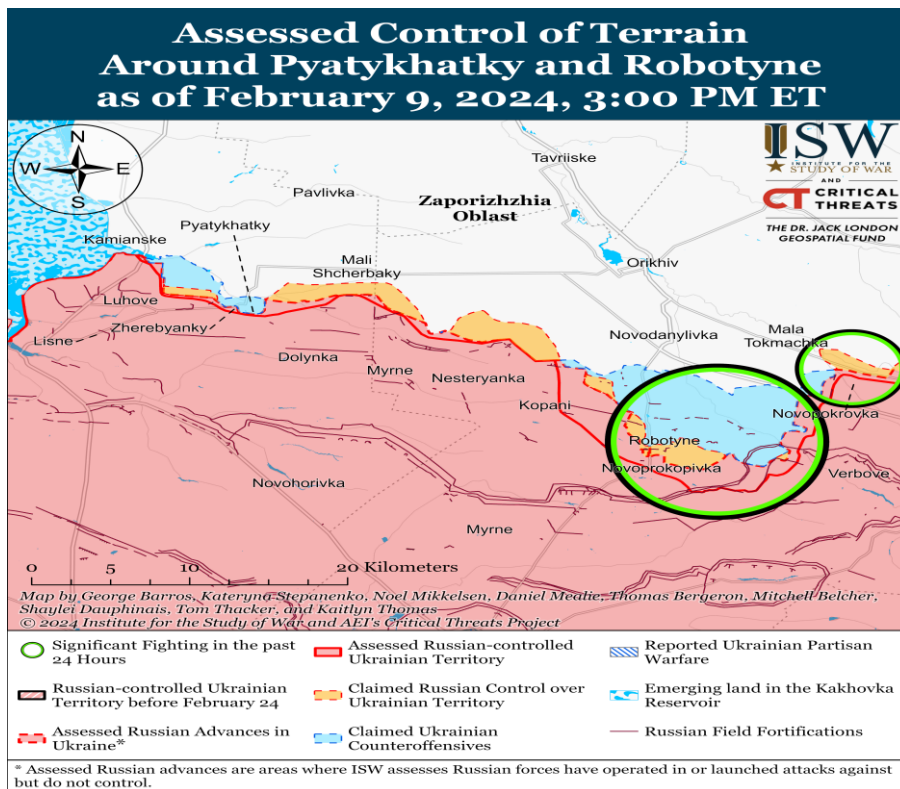 Assessed Control of Terrain
Around Pyatykhatky and Robotyne
as of February 9, 2024, 3:00 PM ET
N
W
E
S
ISW
INSTITUTE FOR THE
STUDY OF WAR
AND
CT CRITICAL
THREATS
THE DR. JACK LONDON
GEOSPATIAL FUND
Tavriiske
Pavlivka
Zaporizhzhia
Oblast
Pyatykhatky
Kamianske
Mali
Shcherbaky
Orikhiv
Luhove
Zherebyanky
Lisne
Novodanylivka
Mala
Tokmachka
Dolynka
Myrne
Nesteryanka
Kopani
Novopokrovka
Robotyne
Novoprokopivka
Verbove
Novohorivka
Myrne
0 5 10 20 Kilometers
Map by George Barros, Kateryna Stepanenko, Noel Mikkelsen, Daniel Mealie, Thomas Bergeron, Mitchell Belcher,
Shaylei Dauphinais, Tom Thacker, and Kaitlyn Thomas
© 2024 Institute for the Study of War and AEI's Critical Threats Project
Significant Fighting in the past
24 Hours
Assessed Russian-controlled
Ukrainian Territory
Reported Ukrainian Partisan
Warfare
Russian-controlled Ukrainian
Territory before February 24
Claimed Russian Control over
Ukrainian Territory
Emerging land in the Kakhovka
Reservoir
Assessed Russian Advances in
Ukraine*
Claimed Ukrainian
Counteroffensives
Russian Field Fortifications
* Assessed Russian advances are areas where ISW assesses Russian forces have operated in or launched attacks against
but do not control.